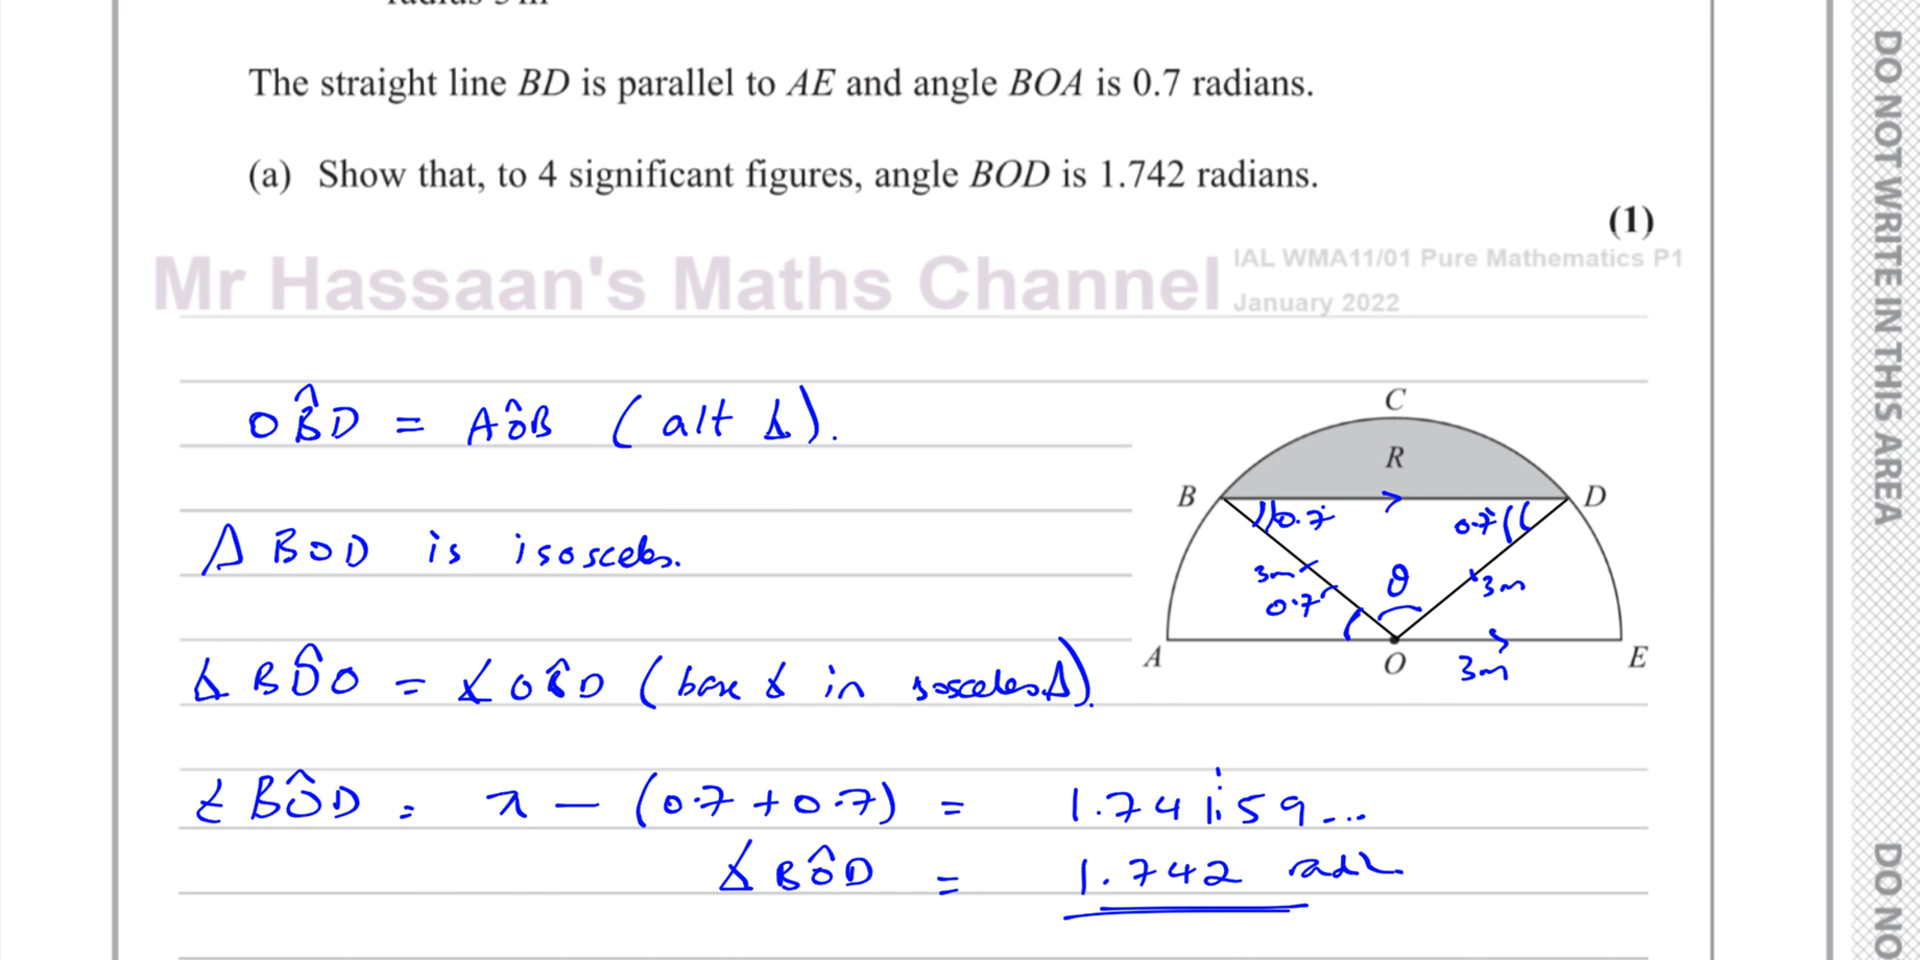 The straight line BD is parallel to AE and angle BOA is 0.7 radians.
(a) Show that, to 4 significant figures, angle BOD is 1.742 radians.
(1)
Mr Hassaan's Maths Channel
IAL WMA11/01 Pure Mathematics P1
January 2022
OB̂D = AÔB (alt ∠).
Δ BOD is isosceles.
∠ BD̂O = ∠ OB̂D (base ∠ in isosceles Δ).
∠ BÔD = π - (0.7 + 0.7) = 1.74159...
∠ BÔD = 1.742 rad
C
R
B
D
0.7
0.7
3m
θ
3m
0.7
A
O
3m
E
DO NOT WRITE IN THIS AREA
DO NO